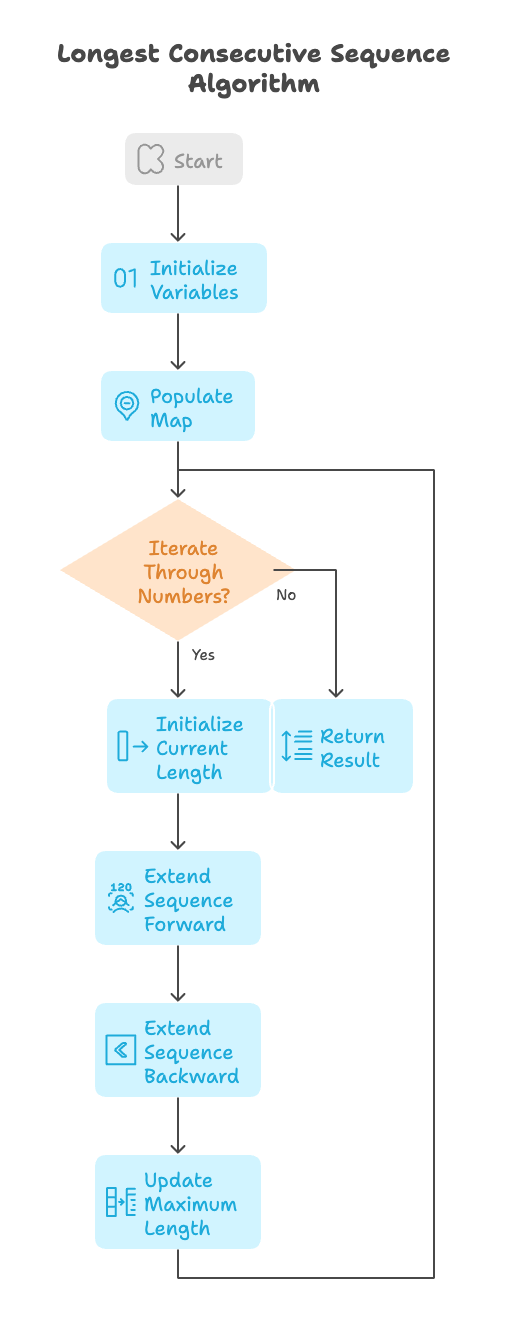 Longest Consecutive Sequence
Algorithm
Start
01
Initialize
Variables
Populate
Map
Iterate
Through
Numbers?
No
Yes
Initialize
Current
Length
Return
Result
120
Extend
Sequence
Forward
Extend
Sequence
Backward
Update
Maximum
Length